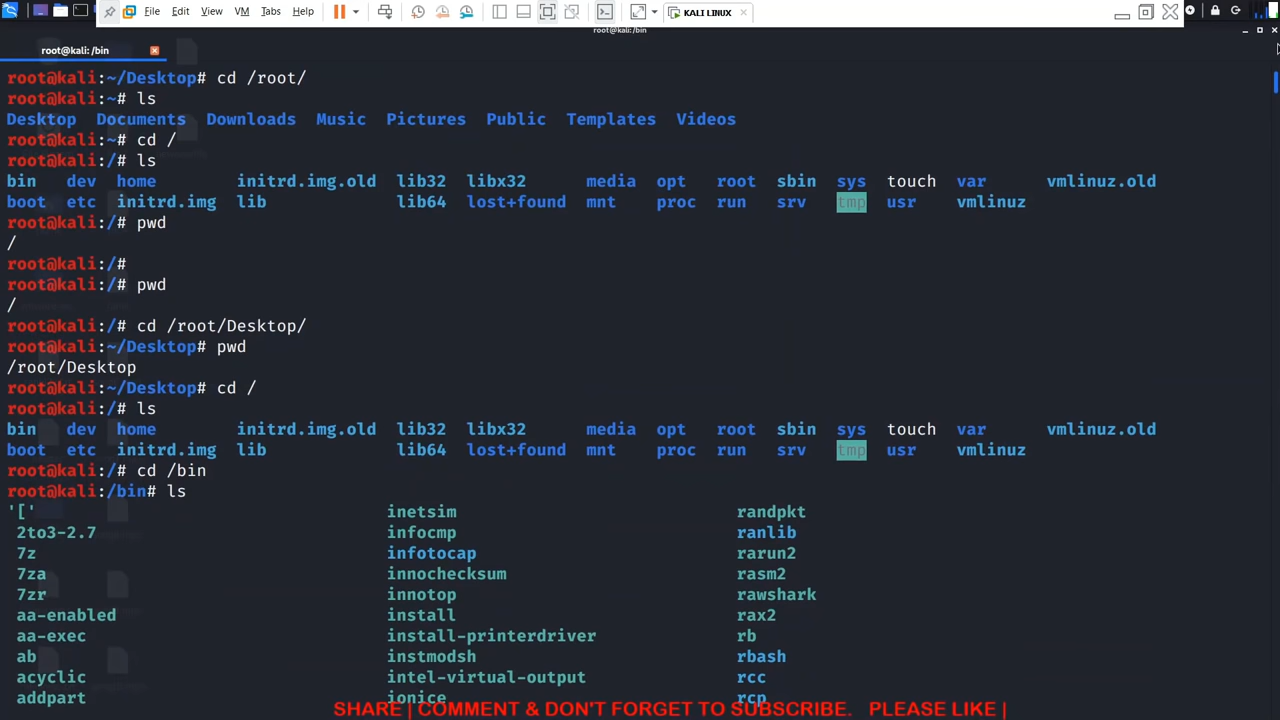 File Edit View VM Tabs Help KALI LINUX
root@kali: /bin
root@kali: /bin
root@kali:~/Desktop# cd /root/
root@kali:~# ls
Desktop Documents Downloads Music Pictures Public Templates Videos
root@kali:~# cd /
root@kali:/# ls
bin dev home initrd.img.old lib32 libx32 media opt root sbin sys touch var vmlinuz.old
boot etc initrd.img lib lib64 lost+found mnt proc run srv tmp usr vmlinuz
root@kali:/# pwd
/
root@kali:/#
root@kali:/# pwd
/
root@kali:/# cd /root/Desktop/
root@kali:~/Desktop# pwd
/root/Desktop
root@kali:~/Desktop# cd /
root@kali:/# ls
bin dev home initrd.img.old lib32 libx32 media opt root sbin sys touch var vmlinuz.old
boot etc initrd.img lib lib64 lost+found mnt proc run srv tmp usr vmlinuz
root@kali:/# cd /bin
root@kali:/bin# ls
'[' inetsim randpkt
2to3-2.7 infocmp ranlib
7z infotocap rarun2
7za innochecksum rasm2
7zr innotop rawshark
aa-enabled install rax2
aa-exec install-printerdriver rb
ab instmodsh rbash
acyclic intel-virtual-output rcc
addpart ionice rcp
SHARE | COMMENT & DON'T FORGET TO SUBSCRIBE. PLEASE LIKE |